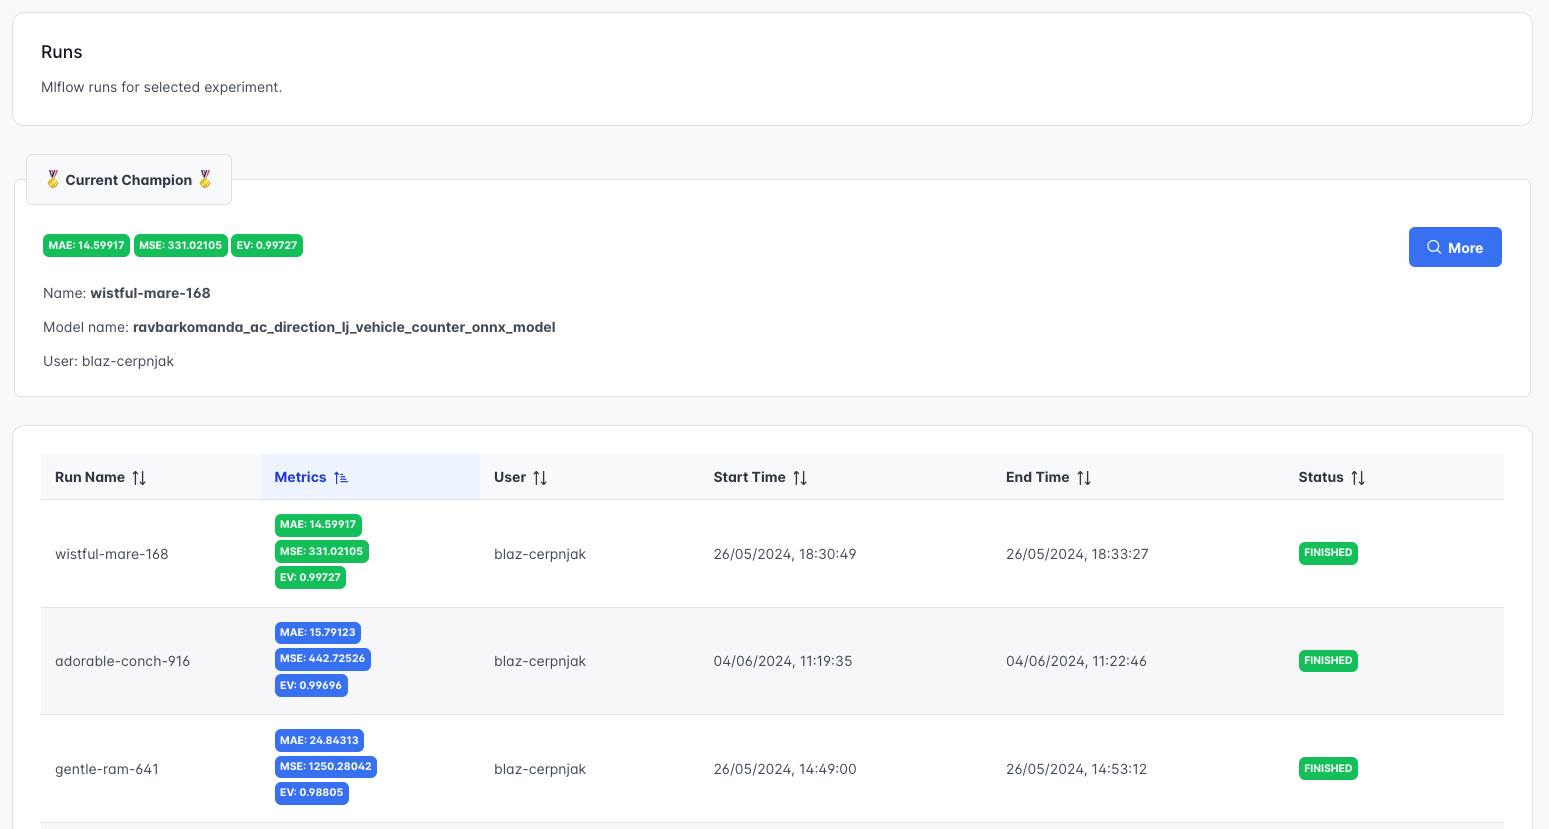 Runs
Mlflow runs for selected experiment.
Current Champion
MAE: 14.59917 MSE: 331.02105 EV: 0.99727
More
Name: wistful-mare-168
Model name: ravbarkomanda_ac_direction_lj_vehicle_counter_onnx_model
User: blaz-cerpnjak
Run Name Metrics User Start Time End Time Status
MAE: 14.59917
MSE: 331.02105
EV: 0.99727
wistful-mare-168 blaz-cerpnjak 26/05/2024, 18:30:49 26/05/2024, 18:33:27 FINISHED
MAE: 15.79123
MSE: 442.72526
EV: 0.99696
adorable-conch-916 blaz-cerpnjak 04/06/2024, 11:19:35 04/06/2024, 11:22:46 FINISHED
MAE: 24.84313
MSE: 1250.28042
EV: 0.98805
gentle-ram-641 blaz-cerpnjak 26/05/2024, 14:49:00 26/05/2024, 14:53:12 FINISHED